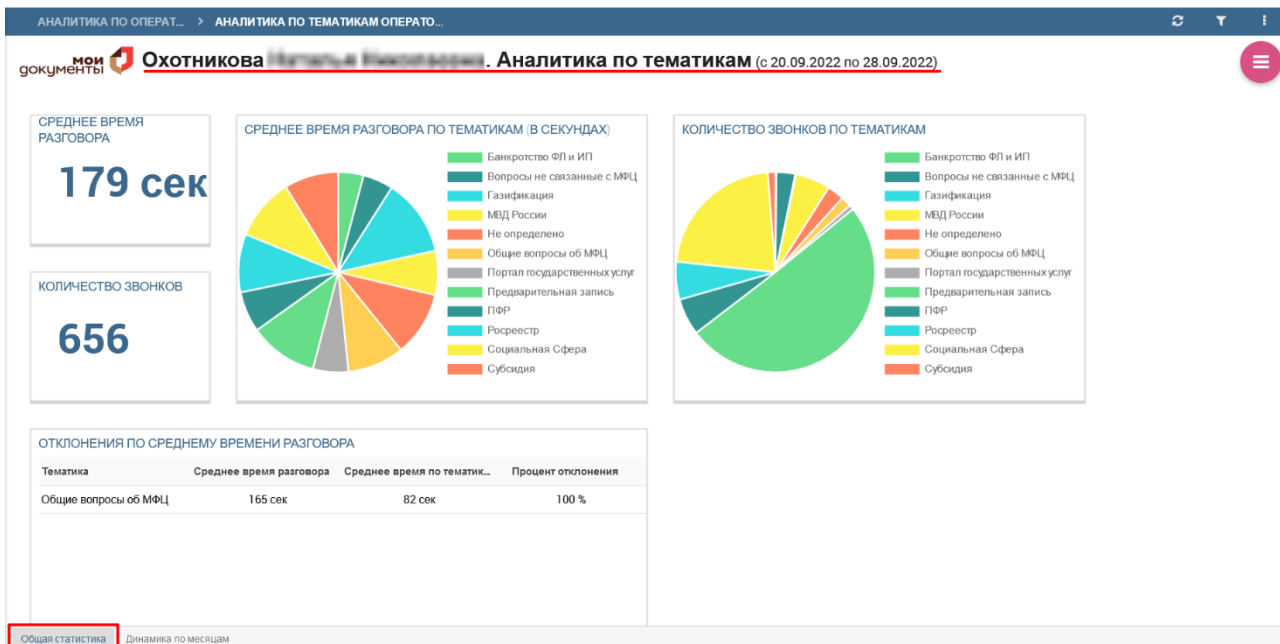 АНАЛИТИКА ПО ОПЕРАТ... > АНАЛИТИКА ПО ТЕМАТИКАМ ОПЕРАТО...
мои документы
Охотникова . Аналитика по тематикам (с 20.09.2022 по 28.09.2022)
СРЕДНЕЕ ВРЕМЯ
РАЗГОВОРА
179 сек
КОЛИЧЕСТВО ЗВОНКОВ
656
СРЕДНЕЕ ВРЕМЯ РАЗГОВОРА ПО ТЕМАТИКАМ (В СЕКУНДАХ)
Банкротство ФЛ и ИП
Вопросы не связанные с МФЦ
Газификация
МВД России
Не определено
Общие вопросы об МФЦ
Портал государственных услуг
Предварительная запись
ПФР
Росреестр
Социальная Сфера
Субсидия
КОЛИЧЕСТВО ЗВОНКОВ ПО ТЕМАТИКАМ
Банкротство ФЛ и ИП
Вопросы не связанные с МФЦ
Газификация
МВД России
Не определено
Общие вопросы об МФЦ
Портал государственных услуг
Предварительная запись
ПФР
Росреестр
Социальная Сфера
Субсидия
ОТКЛОНЕНИЯ ПО СРЕДНЕМУ ВРЕМЕНИ РАЗГОВОРА
Тематика Среднее время разговора Среднее время по тематик... Процент отклонения
Общие вопросы об МФЦ 165 сек 82 сек 100 %
Общая статистика Динамика по месяцам